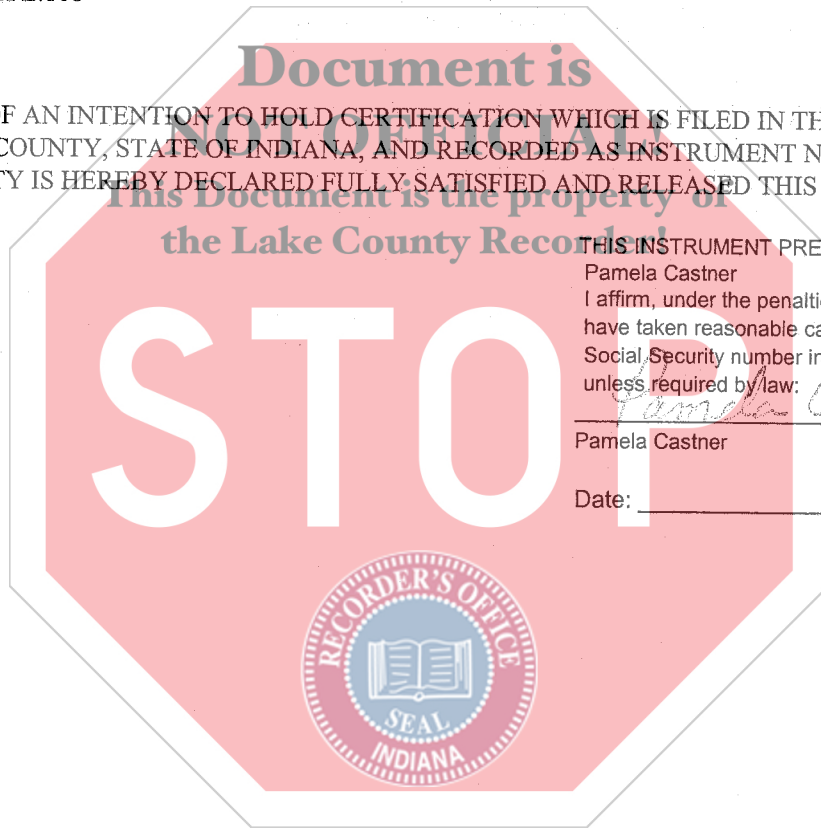 Document is
F AN INTENTION TO HOLD CERTIFICATION WHICH IS FILED IN TH
NOT OFFICIAL!
COUNTY, STATE OF INDIANA, AND RECORDED AS INSTRUMENT N
TY IS HEREBY DECLARED FULLY SATISFIED AND RELEASED THIS
This Document is the property of
the Lake County Recorder!
THIS INSTRUMENT PRE
Pamela Castner
I affirm, under the penalti
have taken reasonable ca
Social Security number in
unless required by law:
Pamela C
Pamela Castner
Date:
STOP
RECORDER'S OFFICE
SEAL
INDIANA